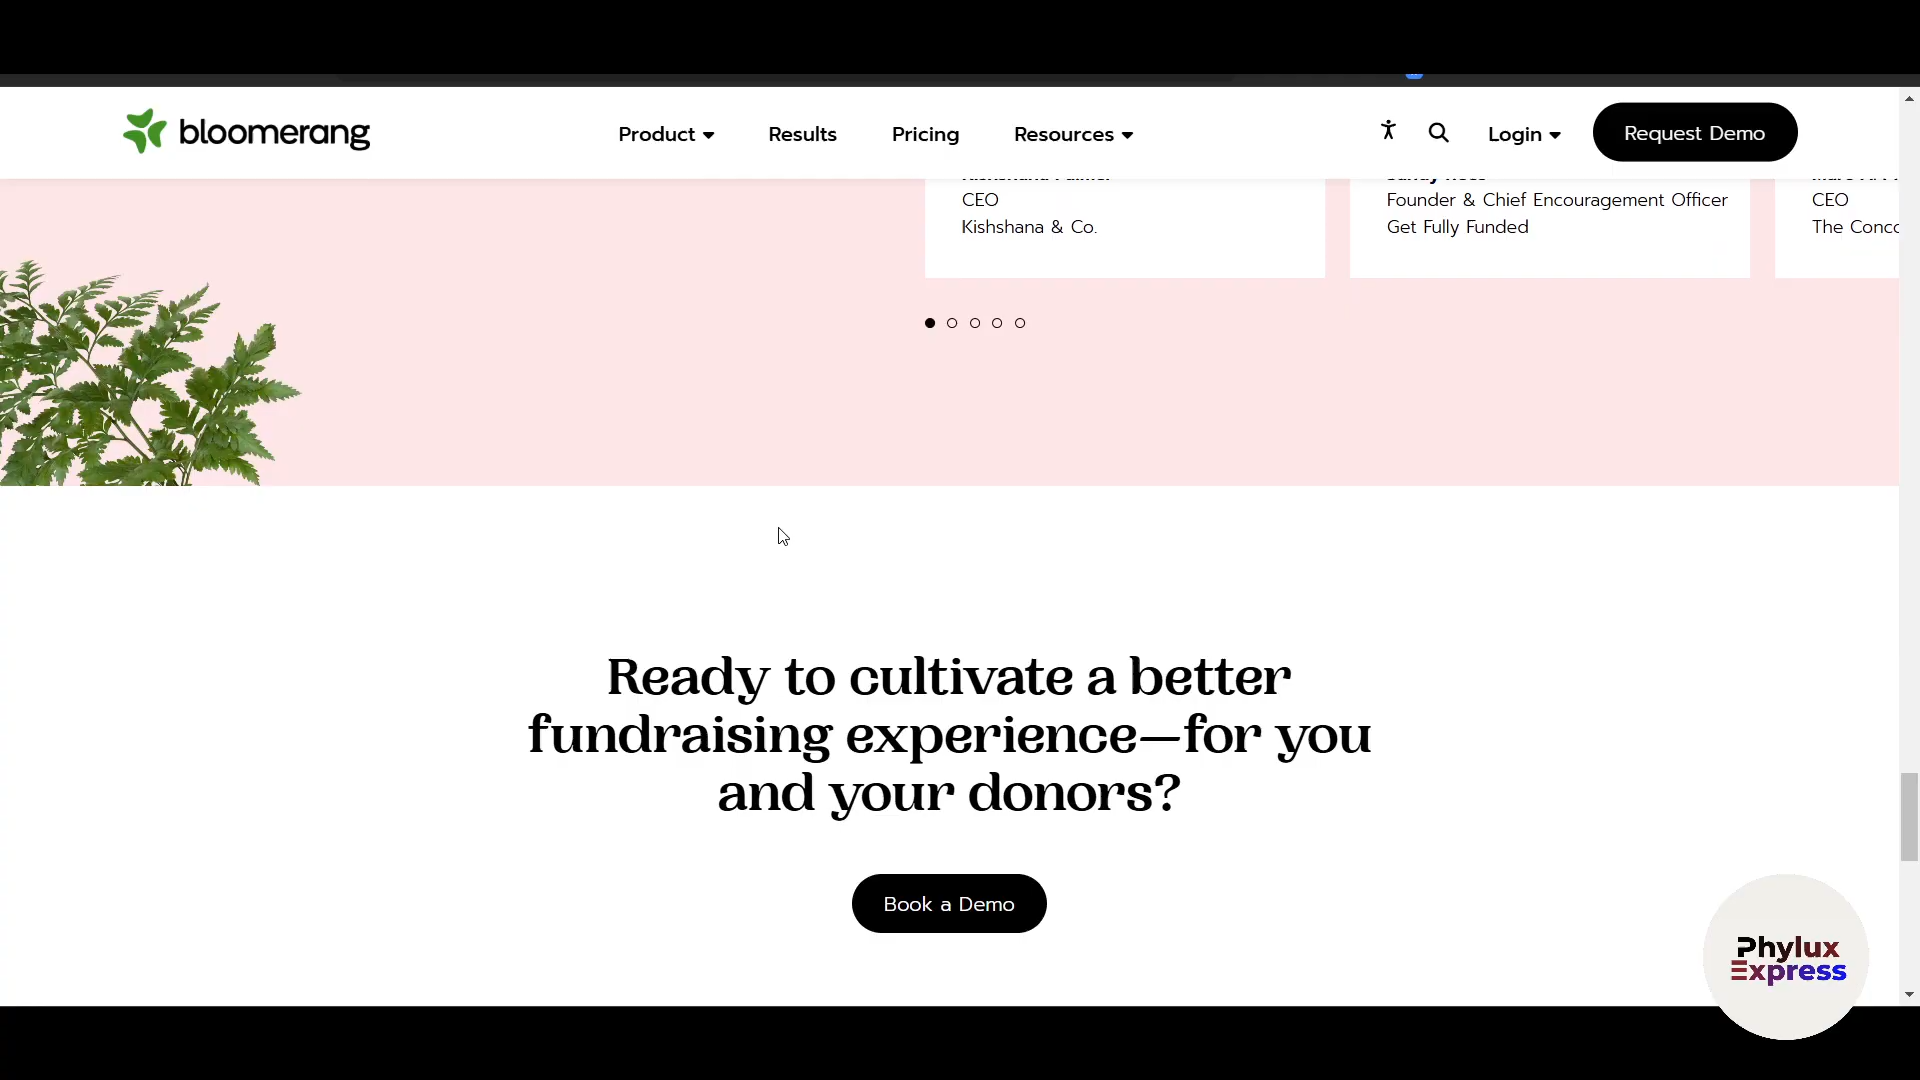 bloomerang
Product
Results
Pricing
Resources
Login
Request Demo
CEO
Kishshana & Co.
Founder & Chief Encouragement Officer
Get Fully Funded
CEO
The
Ready to cultivate a better
fundraising experience—for you
and your donors?
Book a Demo
Phylux
Express